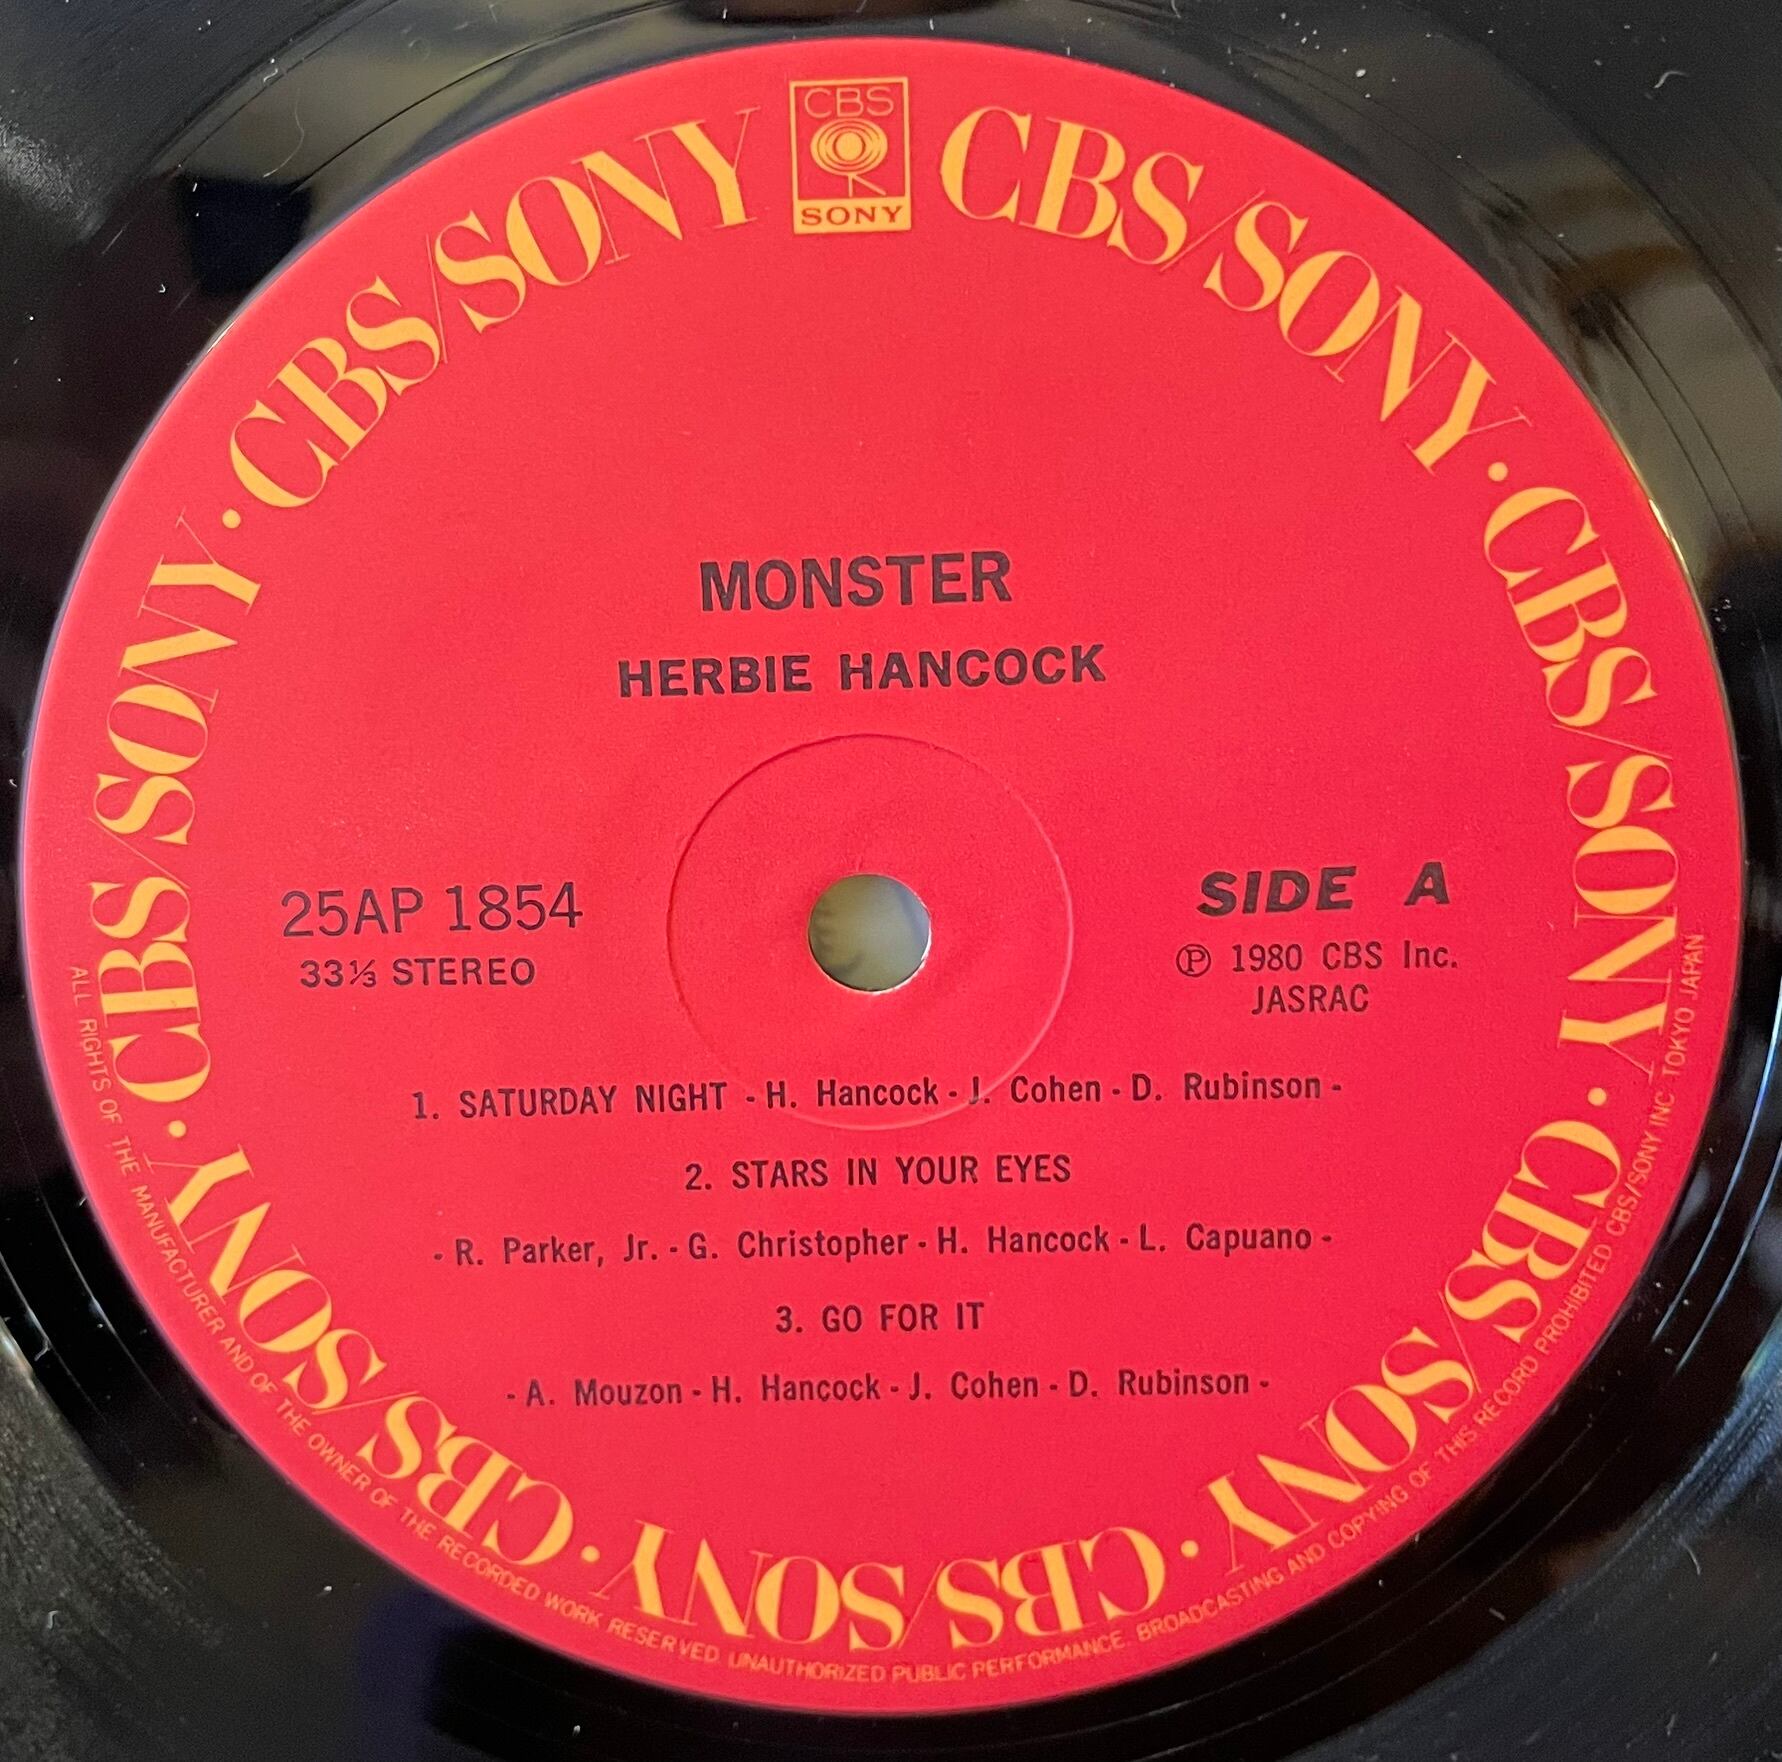 CBS
SONY
CBS/SONY · CBS/SONY · CBS/SONY · CBS/SONY · CBS/SONY · CBS/SONY · CBS/SONY
MONSTER
HERBIE HANCOCK
25AP 1854
33⅓ STEREO
SIDE A
Ⓟ 1980 CBS Inc.
JASRAC
1. SATURDAY NIGHT - H. Hancock - J. Cohen - D. Rubinson -
2. STARS IN YOUR EYES
- R. Parker, Jr. - G. Christopher - H. Hancock - L. Capuano -
3. GO FOR IT
- A. Mouzon - H. Hancock - J. Cohen - D. Rubinson -
ALL RIGHTS OF THE MANUFACTURER AND OF THE OWNER OF THE RECORDED WORK RESERVED UNAUTHORIZED PUBLIC PERFORMANCE. BROADCASTING AND COPYING OF THIS RECORD PROHIBITED CBS/SONY INC. TOKYO JAPAN